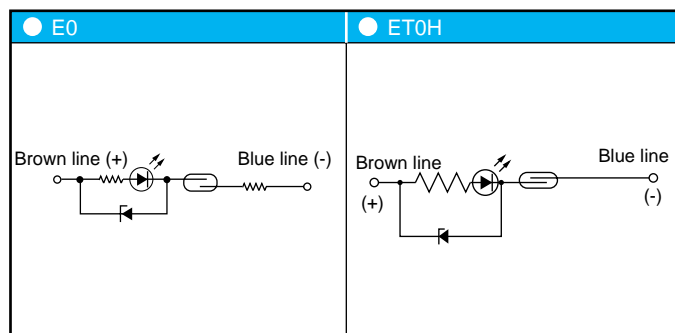 E0
ET0H
Brown line (+)
Blue line (-)
Brown line
(+)
Blue line
(-)